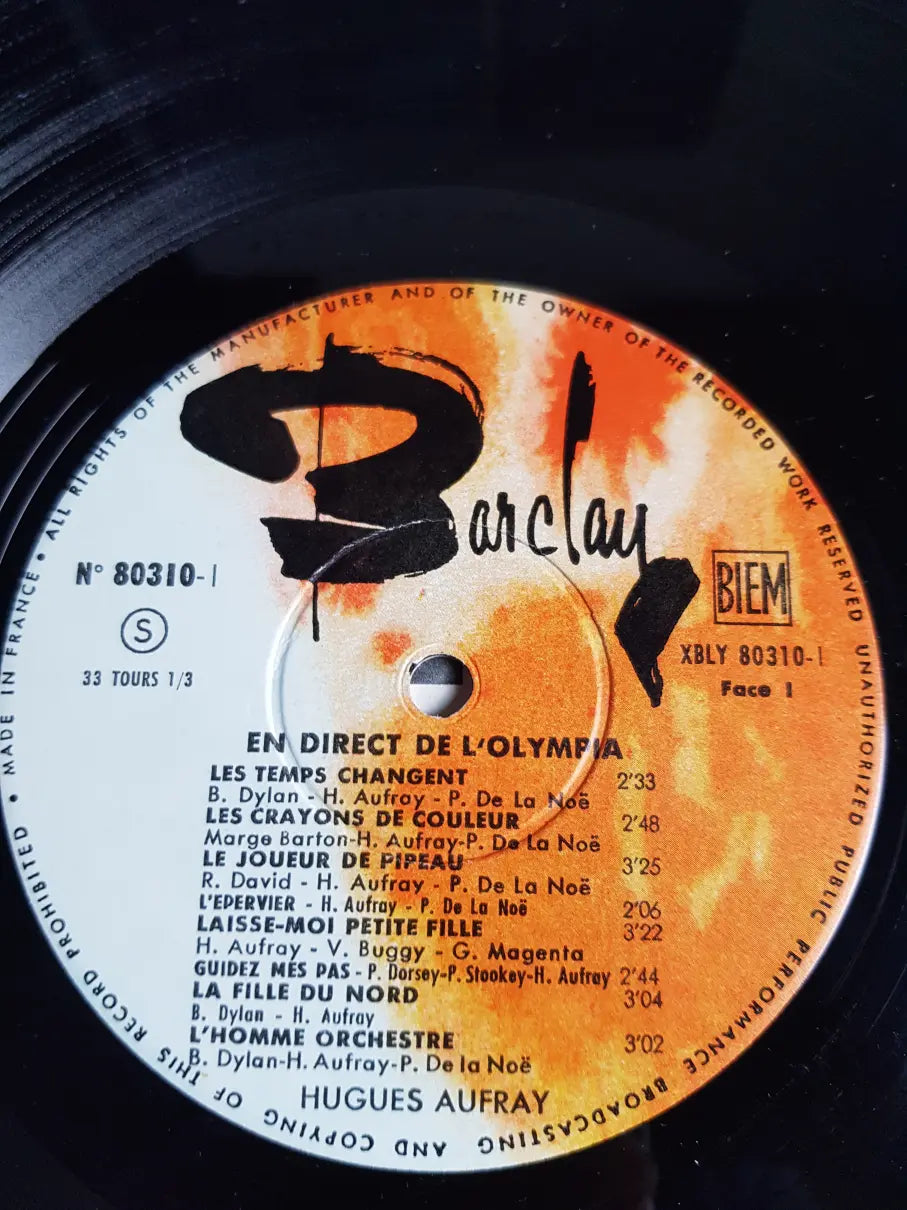 • MADE IN FRANCE • ALL RIGHTS OF THE MANUFACTURER AND OF THE OWNER OF THE RECORDED WORK RESERVED UNAUTHORIZED PUBLIC PERFORMANCE BROADCASTING AND COPYING OF THIS RECORD PROHIBITED
Barclay
N° 80310-1
S
33 TOURS 1/3
BIEM
XBLY 80310-1
Face 1
EN DIRECT DE L'OLYMPIA
LES TEMPS CHANGENT 2'33
B. Dylan - H. Aufray - P. De La Noë
LES CRAYONS DE COULEUR 2'48
Marge Barton-H. Aufray-P. De La Noë
LE JOUEUR DE PIPEAU 3'25
R. David - H. Aufray - P. De La Noë
L'EPERVIER - H. Aufray - P. De La Noë 2'06
LAISSE-MOI PETITE FILLE 3'22
H. Aufray - V. Buggy - G. Magenta
GUIDEZ MES PAS - P. Dorsey-P. Stookey-H. Aufray 2'44
LA FILLE DU NORD 3'04
B. Dylan - H. Aufray
L'HOMME ORCHESTRE 3'02
B. Dylan-H. Aufray-P. De la Noë
HUGUES AUFRAY